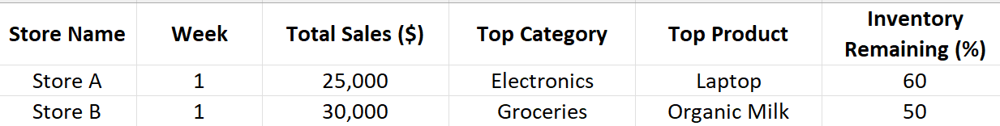 Store Name Week Total Sales ($) Top Category Top Product Inventory Remaining (%)
Store A 1 25,000 Electronics Laptop 60
Store B 1 30,000 Groceries Organic Milk 50